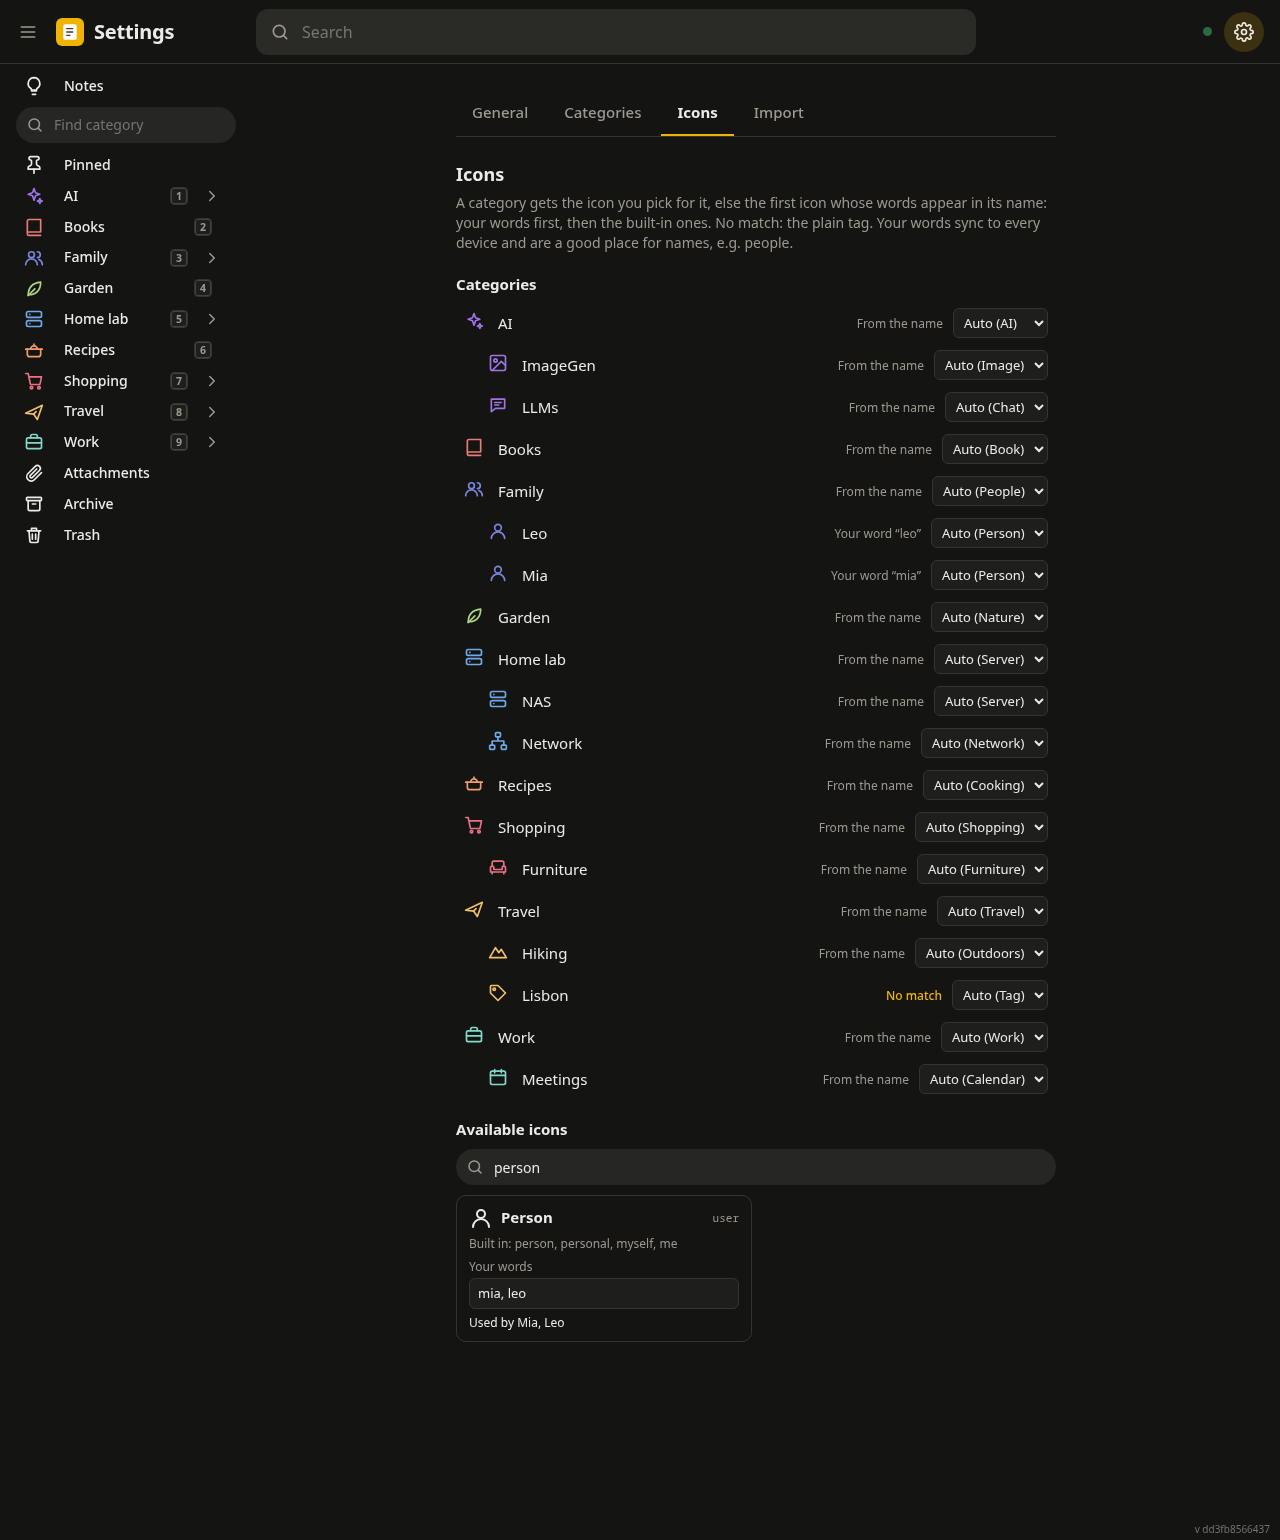 Settings
Search
Notes
Find category
Pinned
AI 1
Books 2
Family 3
Garden 4
Home lab 5
Recipes 6
Shopping 7
Travel 8
Work 9
Attachments
Archive
Trash
General Categories Icons Import
Icons
A category gets the icon you pick for it, else the first icon whose words appear in its name:
your words first, then the built-in ones. No match: the plain tag. Your words sync to every
device and are a good place for names, e.g. people.
Categories
AI From the name Auto (AI)
ImageGen From the name Auto (Image)
LLMs From the name Auto (Chat)
Books From the name Auto (Book)
Family From the name Auto (People)
Leo Your word “leo” Auto (Person)
Mia Your word “mia” Auto (Person)
Garden From the name Auto (Nature)
Home lab From the name Auto (Server)
NAS From the name Auto (Server)
Network From the name Auto (Network)
Recipes From the name Auto (Cooking)
Shopping From the name Auto (Shopping)
Furniture From the name Auto (Furniture)
Travel From the name Auto (Travel)
Hiking From the name Auto (Outdoors)
Lisbon No match Auto (Tag)
Work From the name Auto (Work)
Meetings From the name Auto (Calendar)
Available icons
person
Person user
Built in: person, personal, myself, me
Your words
mia, leo
Used by Mia, Leo
v dd3fb8566437